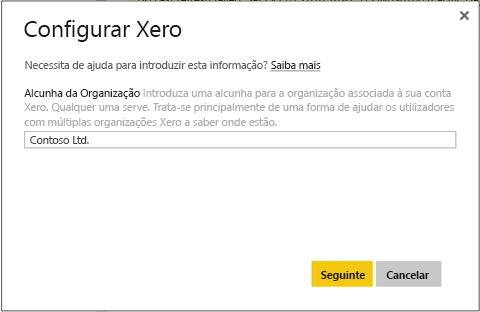 Configurar Xero
Necessita de ajuda para introduzir esta informação? Saiba mais
Alcunha da Organização Introduza uma alcunha para a organização associada à sua conta
Xero. Qualquer uma serve. Trata-se principalmente de uma forma de ajudar os utilizadores
com múltiplas organizações Xero a saber onde estão.
Contoso Ltd.
Seguinte Cancelar